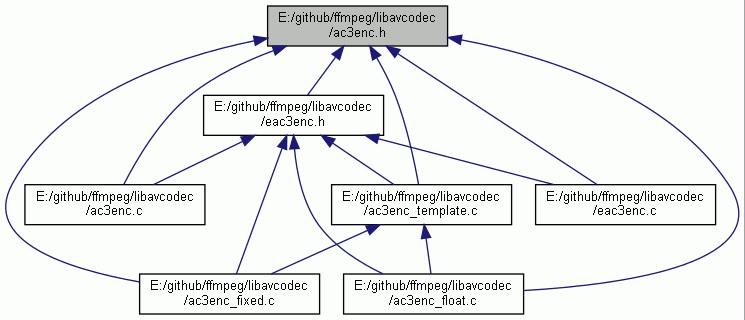 E:/github/ffmpeg/libavcodec
/ac3enc.h
E:/github/ffmpeg/libavcodec
/eac3enc.h
E:/github/ffmpeg/libavcodec
/ac3enc.c
E:/github/ffmpeg/libavcodec
/ac3enc_template.c
E:/github/ffmpeg/libavcodec
/eac3enc.c
E:/github/ffmpeg/libavcodec
/ac3enc_fixed.c
E:/github/ffmpeg/libavcodec
/ac3enc_float.c